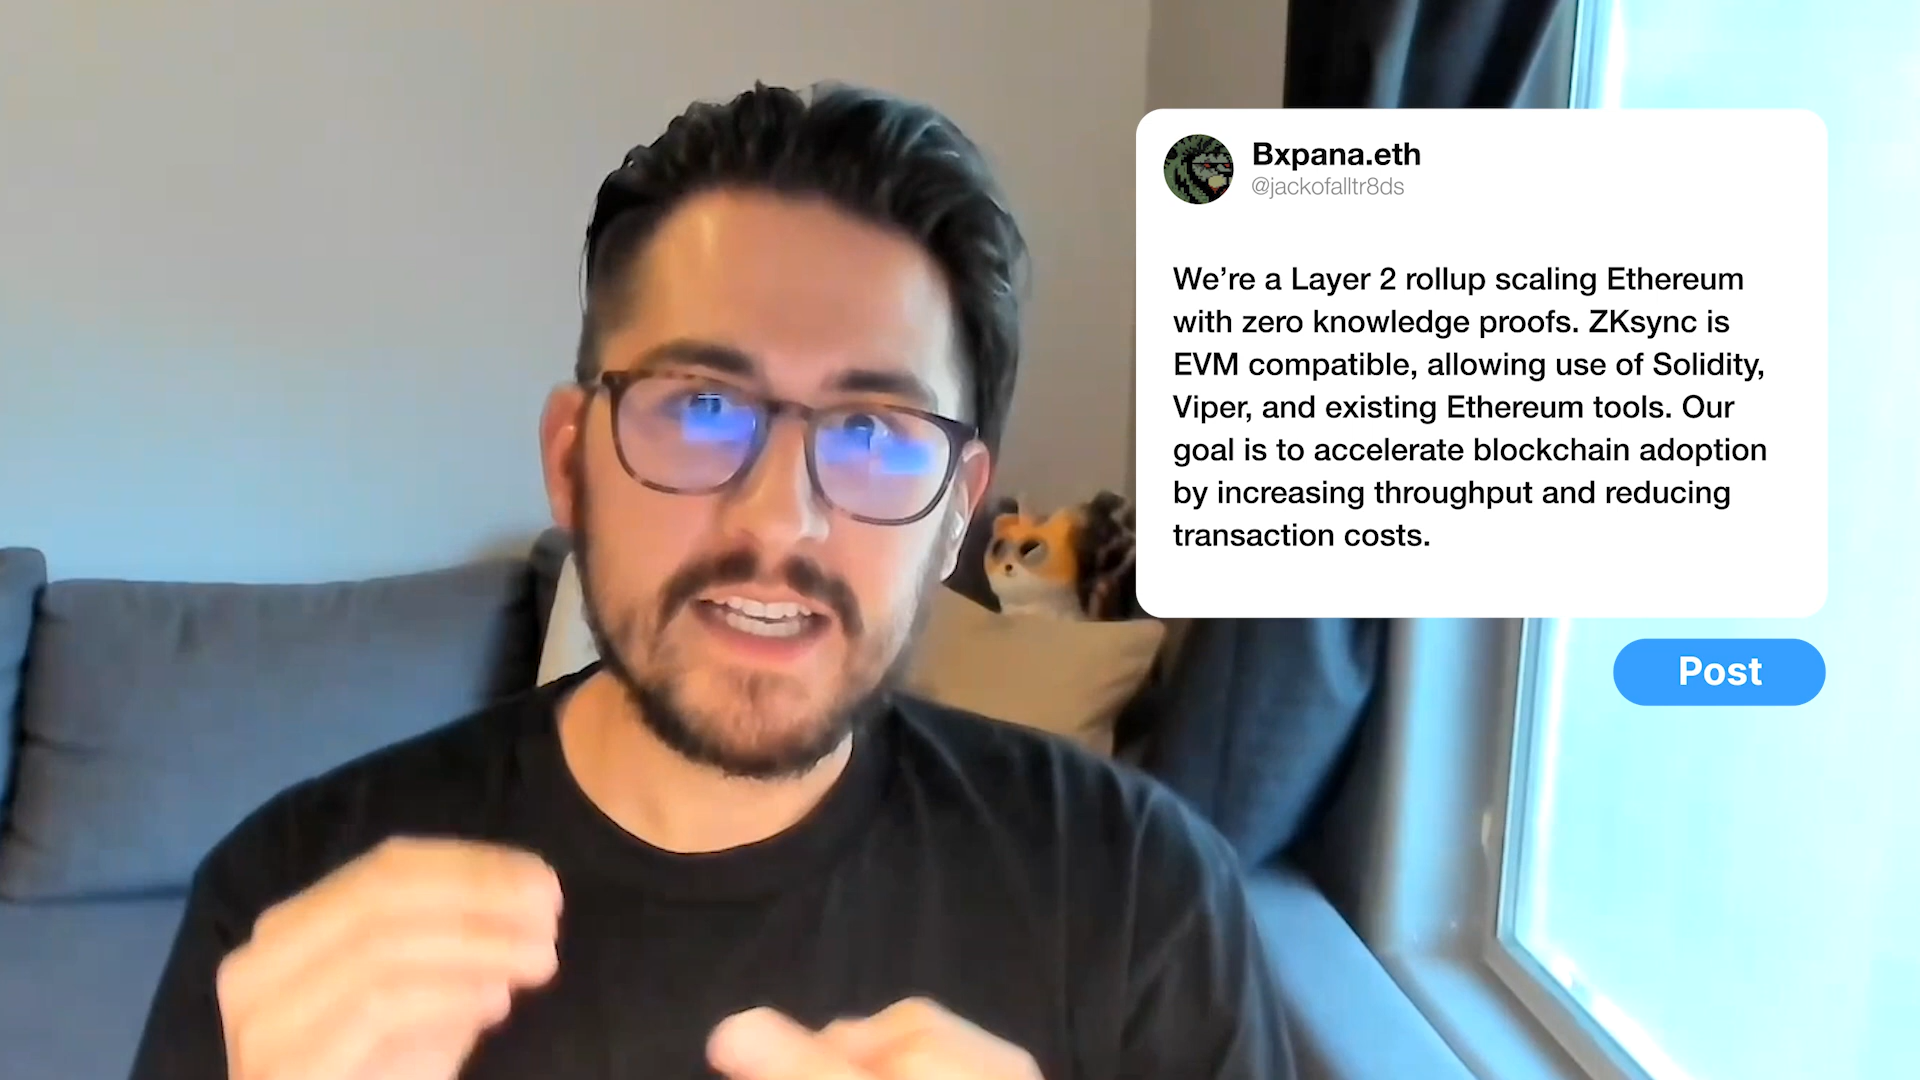 Bxpana.eth
@jackofalltr8ds
We’re a Layer 2 rollup scaling Ethereum
with zero knowledge proofs. ZKsync is
EVM compatible, allowing use of Solidity,
Viper, and existing Ethereum tools. Our
goal is to accelerate blockchain adoption
by increasing throughput and reducing
transaction costs.
Post